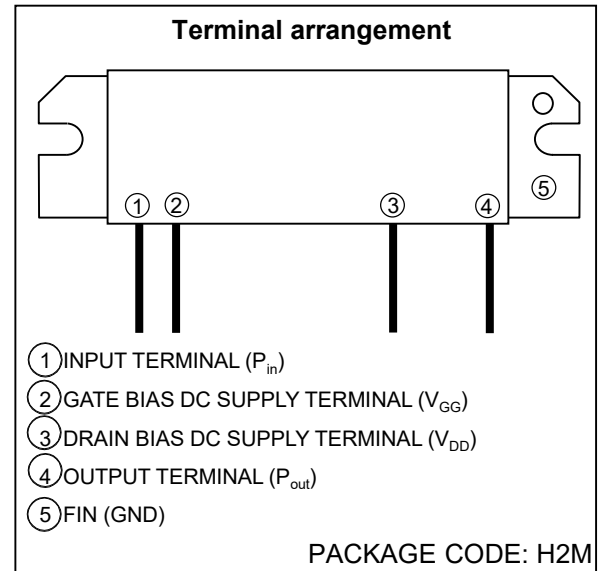 Terminal arrangement
① ② ③ ④ ⑤
①INPUT TERMINAL (Pin)
②GATE BIAS DC SUPPLY TERMINAL (VGG)
③DRAIN BIAS DC SUPPLY TERMINAL (VDD)
④OUTPUT TERMINAL (Pout)
⑤FIN (GND)
PACKAGE CODE: H2M